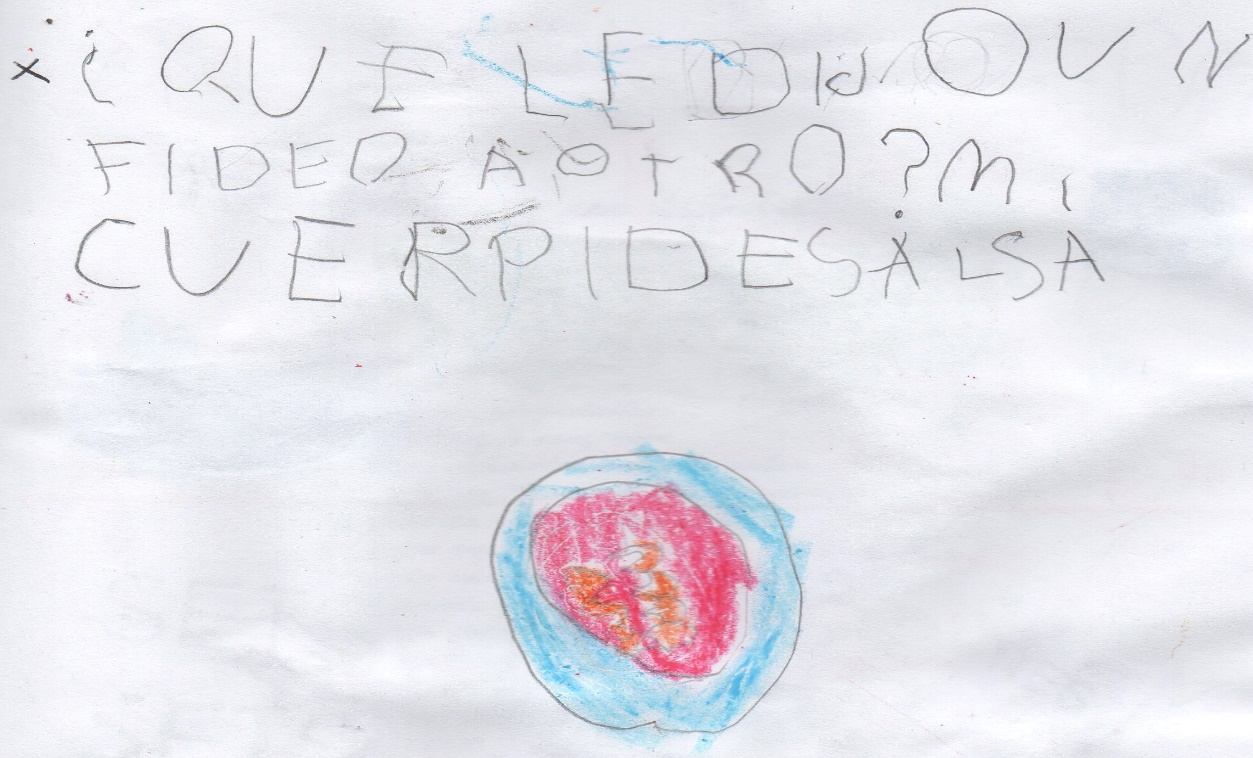 × ¿QUE LE DIJO UN
FIDEO A OTRO? MI
CUERPIDESALSA